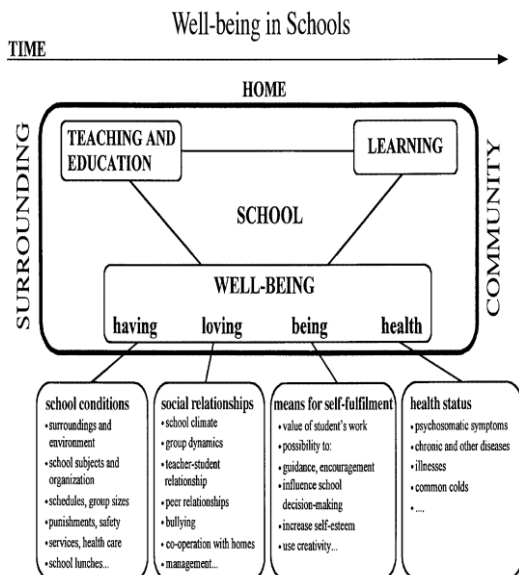 Well-being in Schools
TIME
HOME
SURROUNDING
COMMUNITY
TEACHING AND
EDUCATION
LEARNING
SCHOOL
WELL-BEING
having loving being health
school conditions
• surroundings and
environment
• school subjects and
organization
• schedules, group sizes
• punishments, safety
• services, health care
• school lunches...
social relationships
• school climate
• group dynamics
• teacher-student
relationship
• peer relationships
• bullying
• co-operation with homes
• management...
means for self-fulfilment
• value of student's work
• possibility to:
• guidance, encouragement
• influence school
decision-making
• increase self-esteem
• use creativity...
health status
• psychosomatic symptoms
• chronic and other diseases
• illnesses
• common colds
• ....